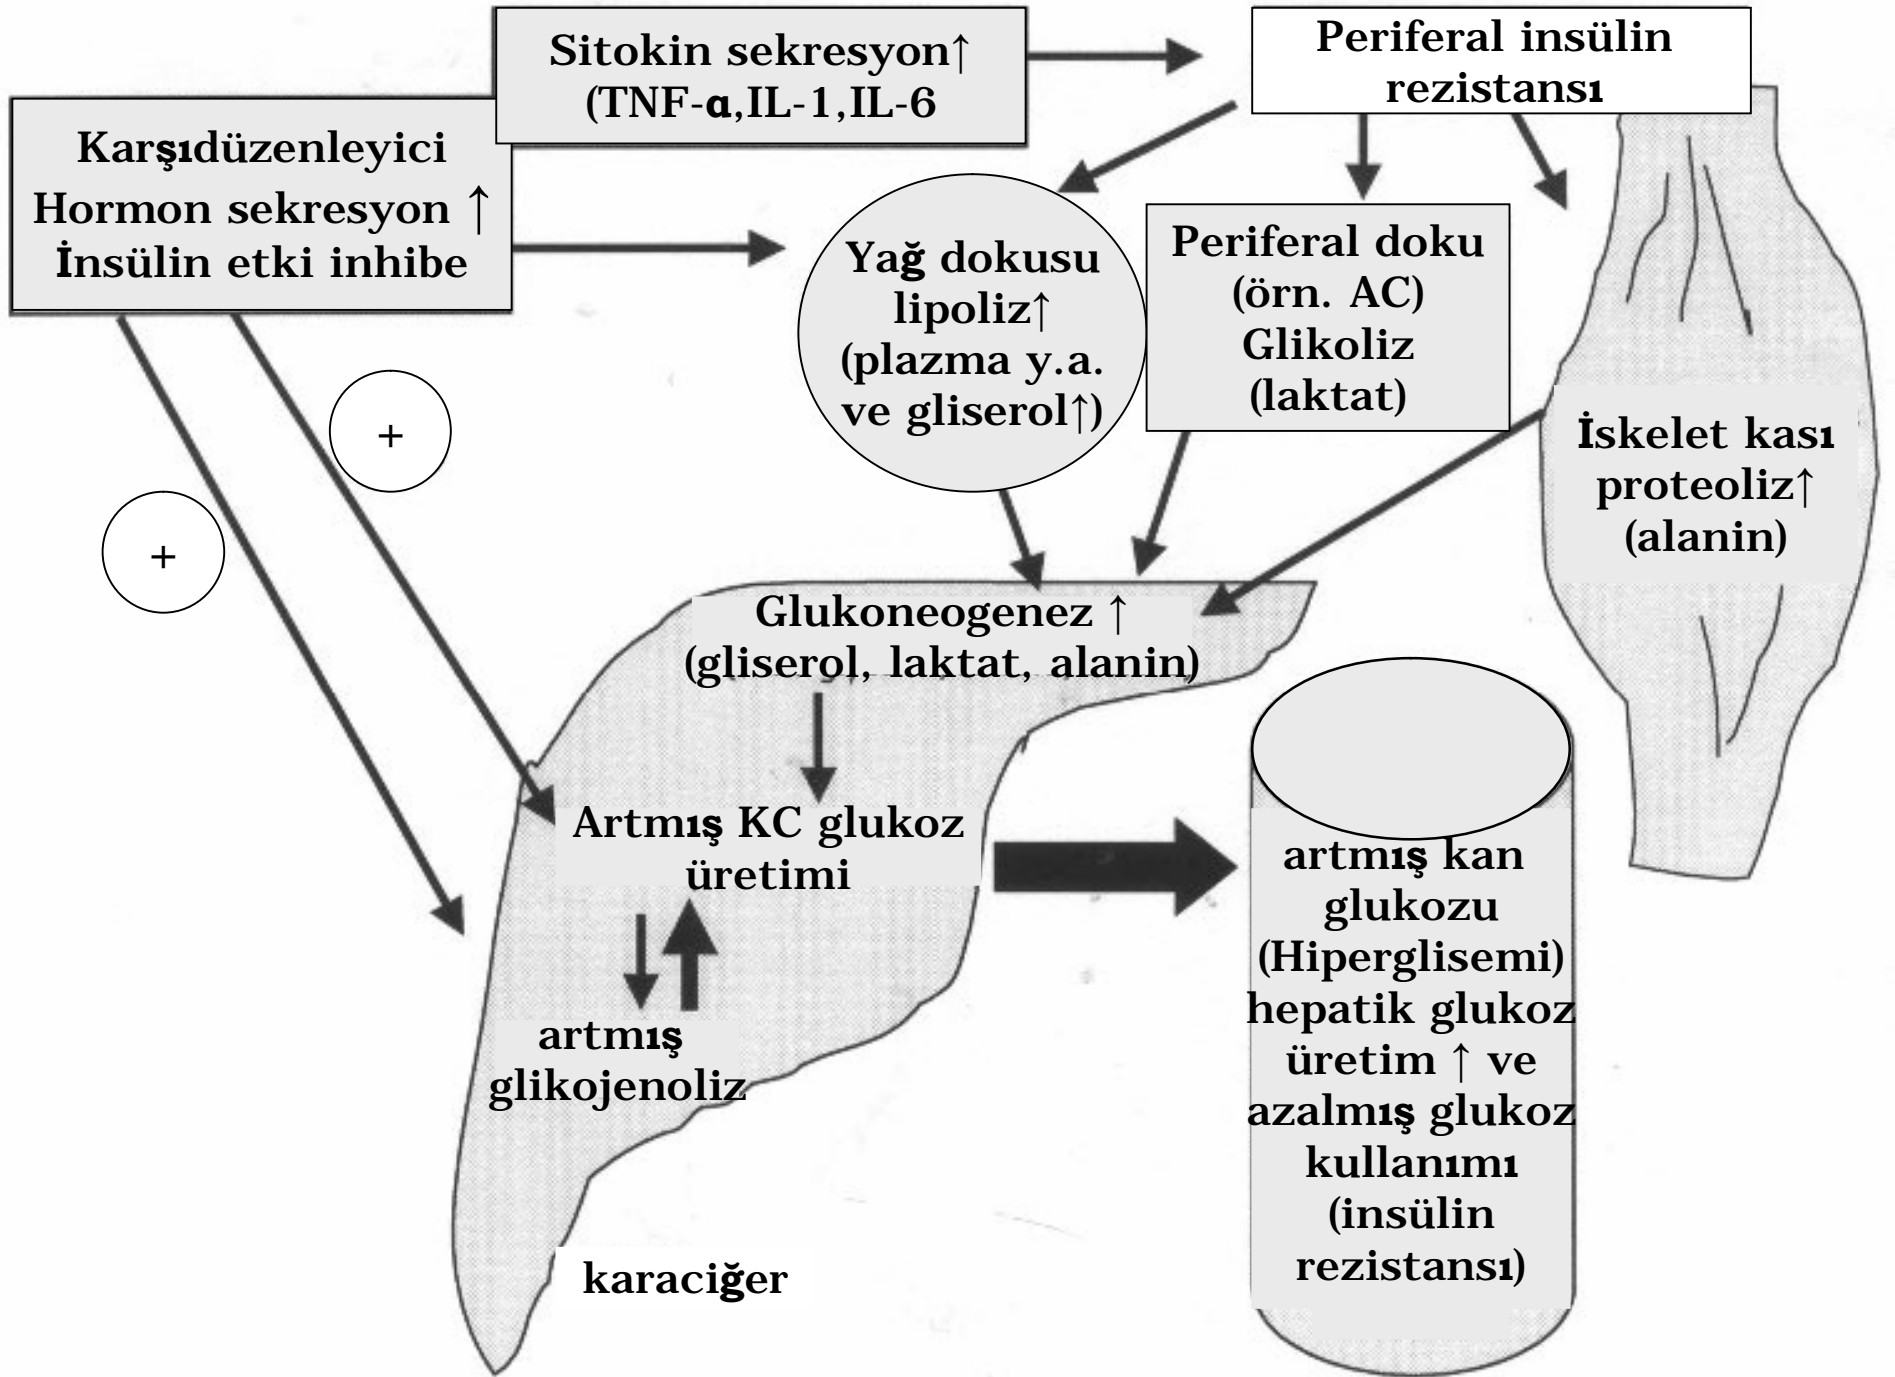 Sitokin sekresyon↑
(TNF-α,IL-1,IL-6
Periferal insülin
rezistansı
Karşıdüzenleyici
Hormon sekresyon ↑
İnsülin etki inhibe
Yağ dokusu
lipoliz↑
(plazma y.a.
ve gliserol↑)
Periferal doku
(örn. AC)
Glikoliz
(laktat)
İskelet kası
proteoliz↑
(alanin)
+
+
Glukoneogenez ↑
(gliserol, laktat, alanin)
Artmış KC glukoz
üretimi
artmış
glikojenoliz
karaciğer
artmış kan
glukozu
(Hiperglisemi)
hepatik glukoz
üretim ↑ ve
azalmış glukoz
kullanımı
(insülin
rezistansı)